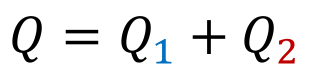 Q = Q₁ + Q₂